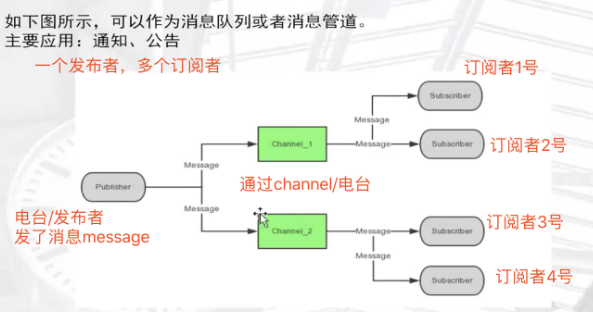 如下图所示，可以作为消息队列或者消息管道。
主要应用：通知、公告
一个发布者，多个订阅者
订阅者1号
Subscriber
Message
Channel_1
Message
Subscriber
订阅者2号
Message
Publisher
通过channel/电台
Message
电台/发布者
发了消息message
Channel_2
Message
Subscriber
订阅者3号
Message
Subscriber
订阅者4号